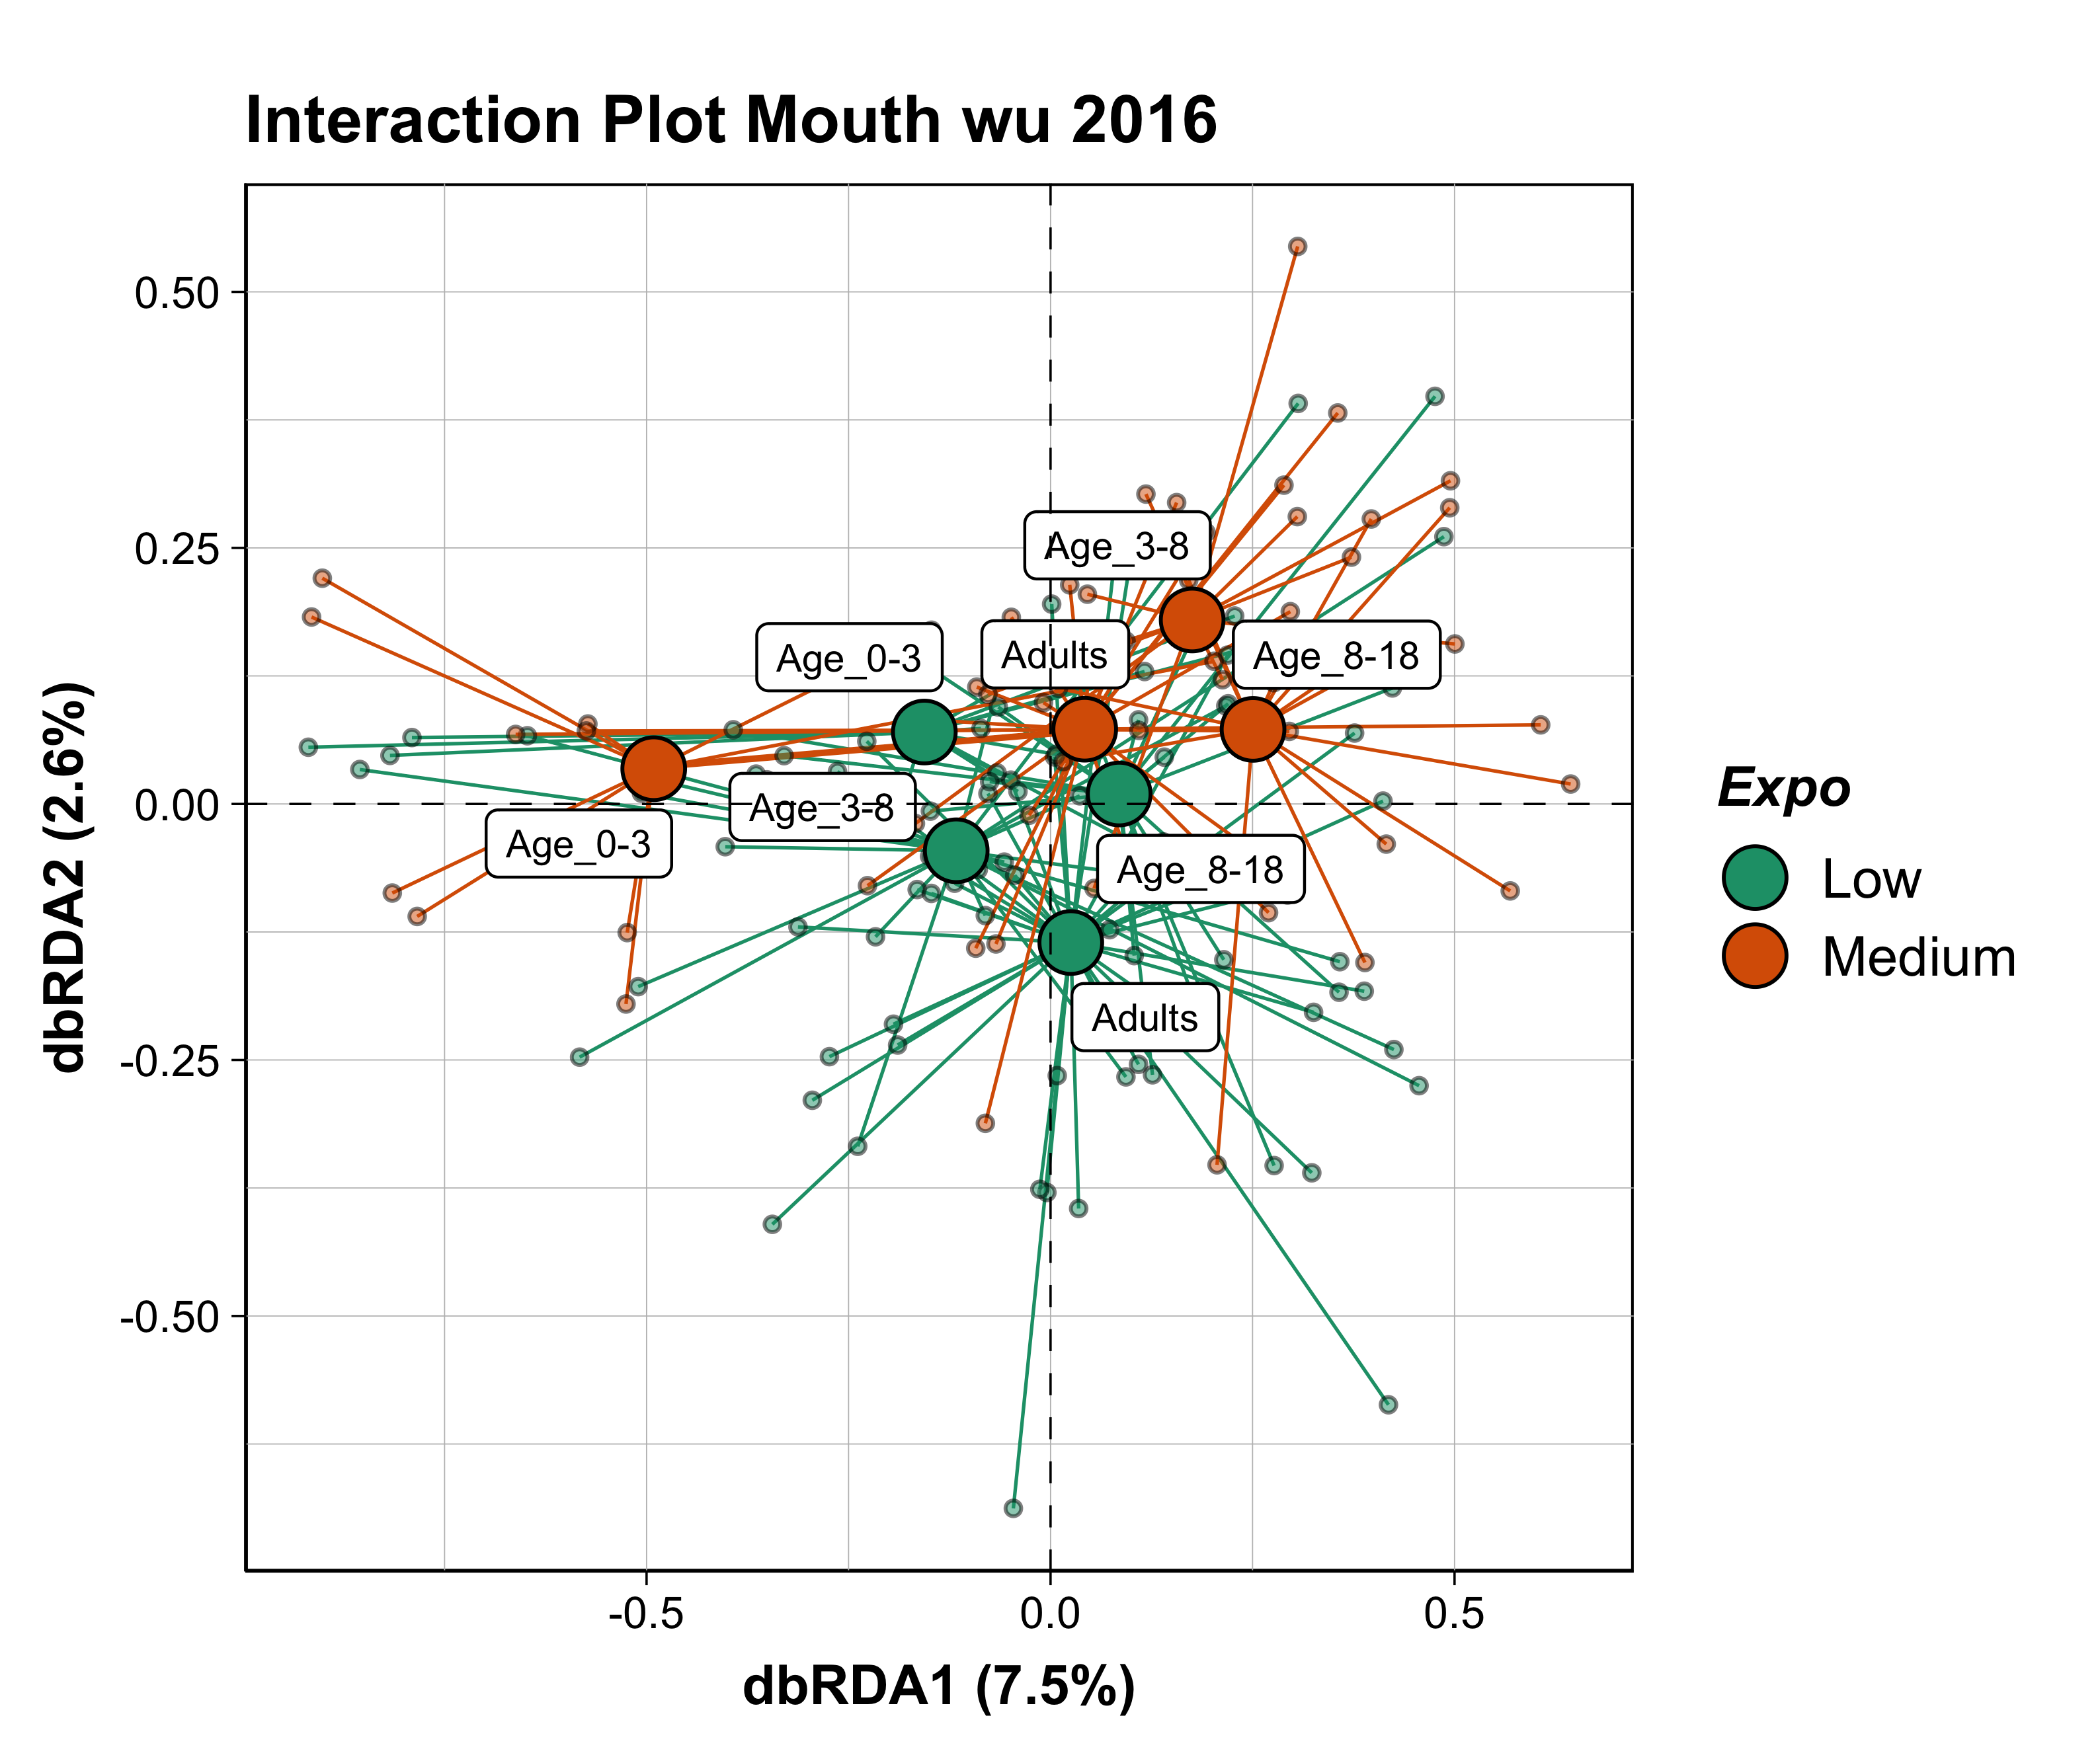 Interaction Plot Mouth wu 2016
0.50
0.25
0.00
-0.25
-0.50
dbRDA2 (2.6%)
Age_3-8
Age_0-3
Adults
Age_8-18
Age_3-8
Age_0-3
Age_8-18
Adults
-0.5
0.0
0.5
dbRDA1 (7.5%)
Expo
Low
Medium